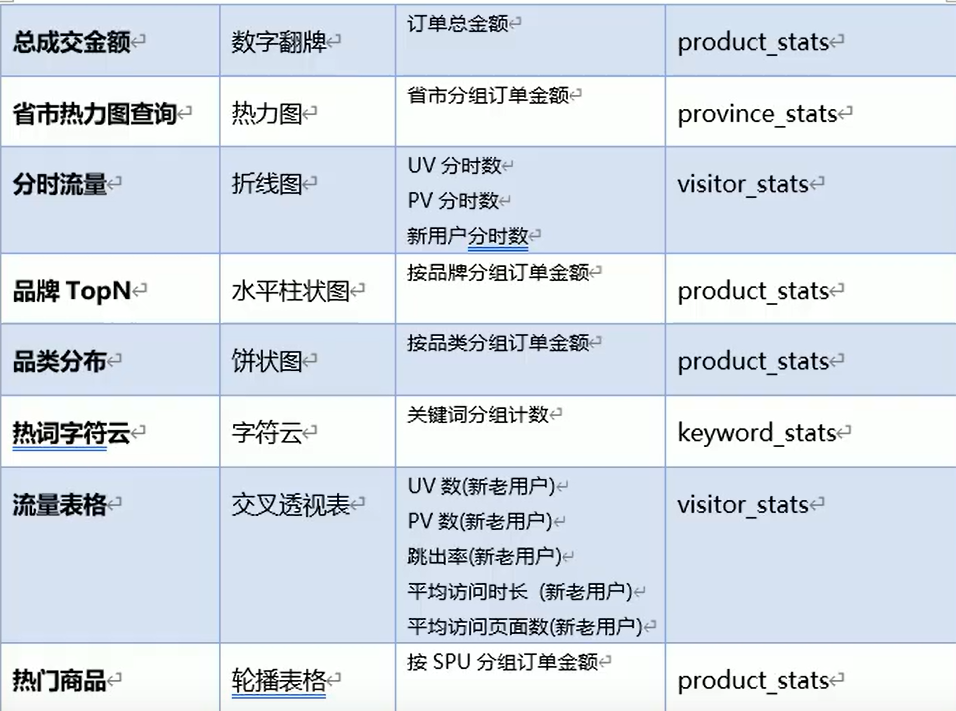 总成交金额
数字翻牌
订单总金额
product_stats
省市热力图查询
热力图
省市分组订单金额
province_stats
分时流量
折线图
UV 分时数
PV 分时数
新用户分时数
visitor_stats
品牌 TopN
水平柱状图
按品牌分组订单金额
product_stats
品类分布
饼状图
按品类分组订单金额
product_stats
热词字符云
字符云
关键词分组计数
keyword_stats
流量表格
交叉透视表
UV 数(新老用户)
PV 数(新老用户)
跳出率(新老用户)
平均访问时长 (新老用户)
平均访问页面数(新老用户)
visitor_stats
热门商品
轮播表格
按 SPU 分组订单金额
product_stats